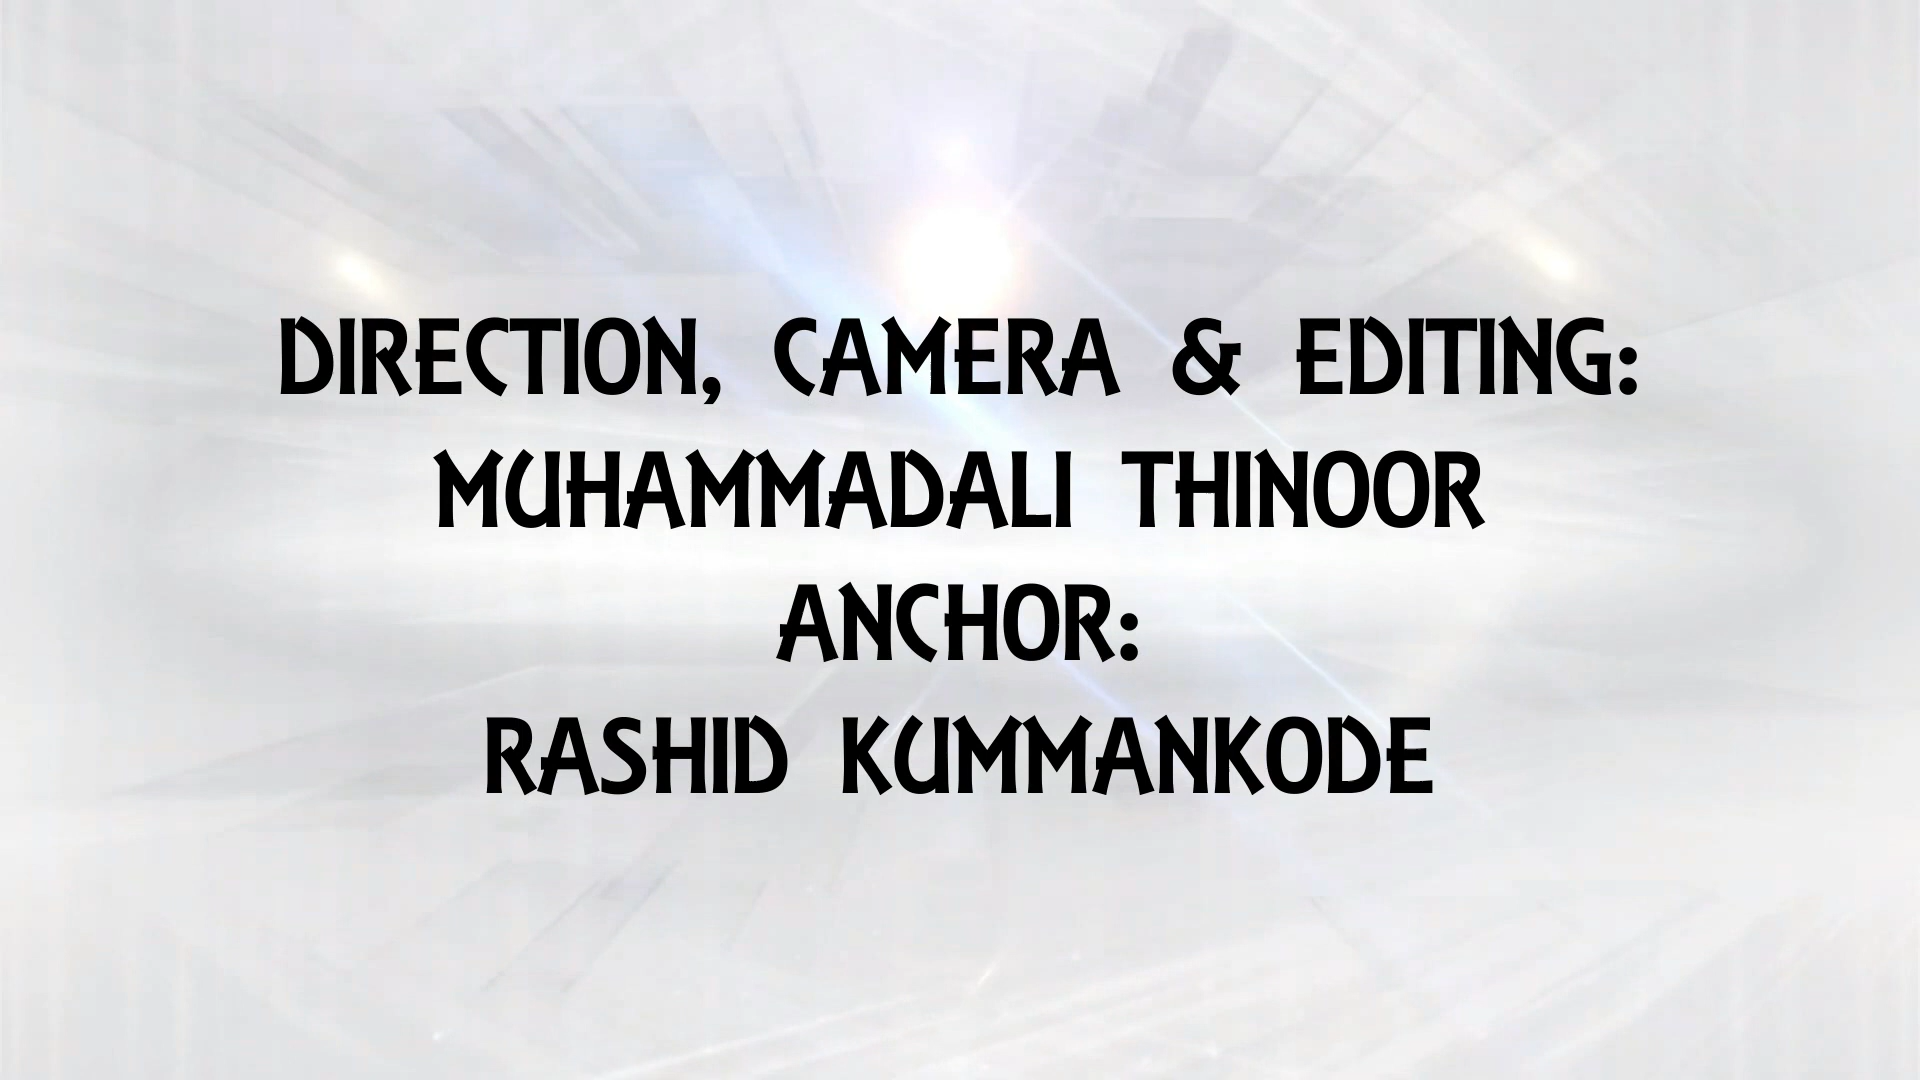 DIRECTION, CAMERA & EDITING:
MUHAMMADALI THINOOR
ANCHOR:
RASHID KUMMANKODE